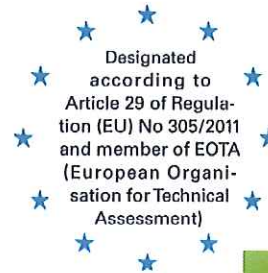 Designated
according to
Article 29 of Regula-
tion (EU) No 305/2011
and member of EOTA
(European Organi-
sation for Technical
Assessment)